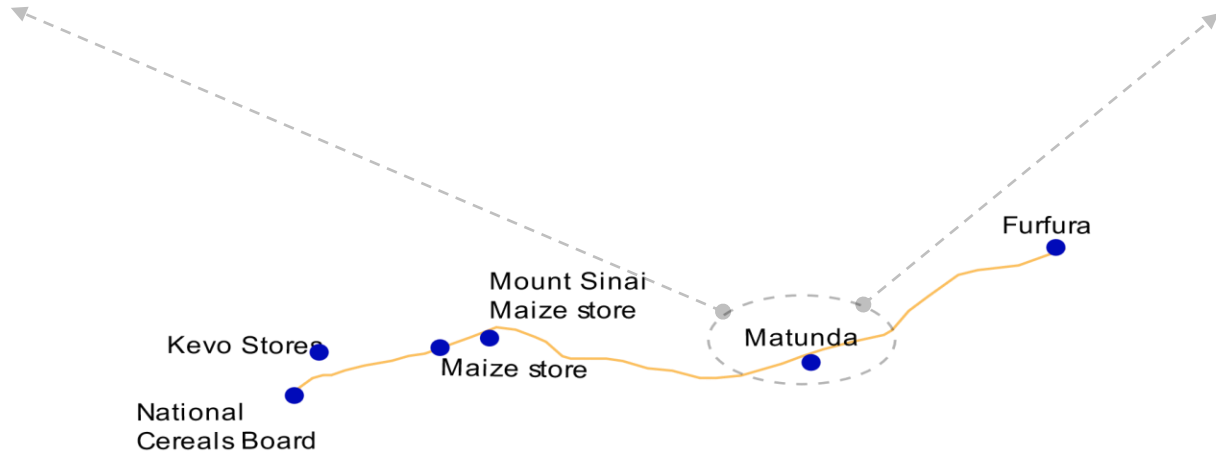 Furfura
Mount Sinai
Maize store
Matunda
Kevo Stores
Maize store
National
Cereals Board